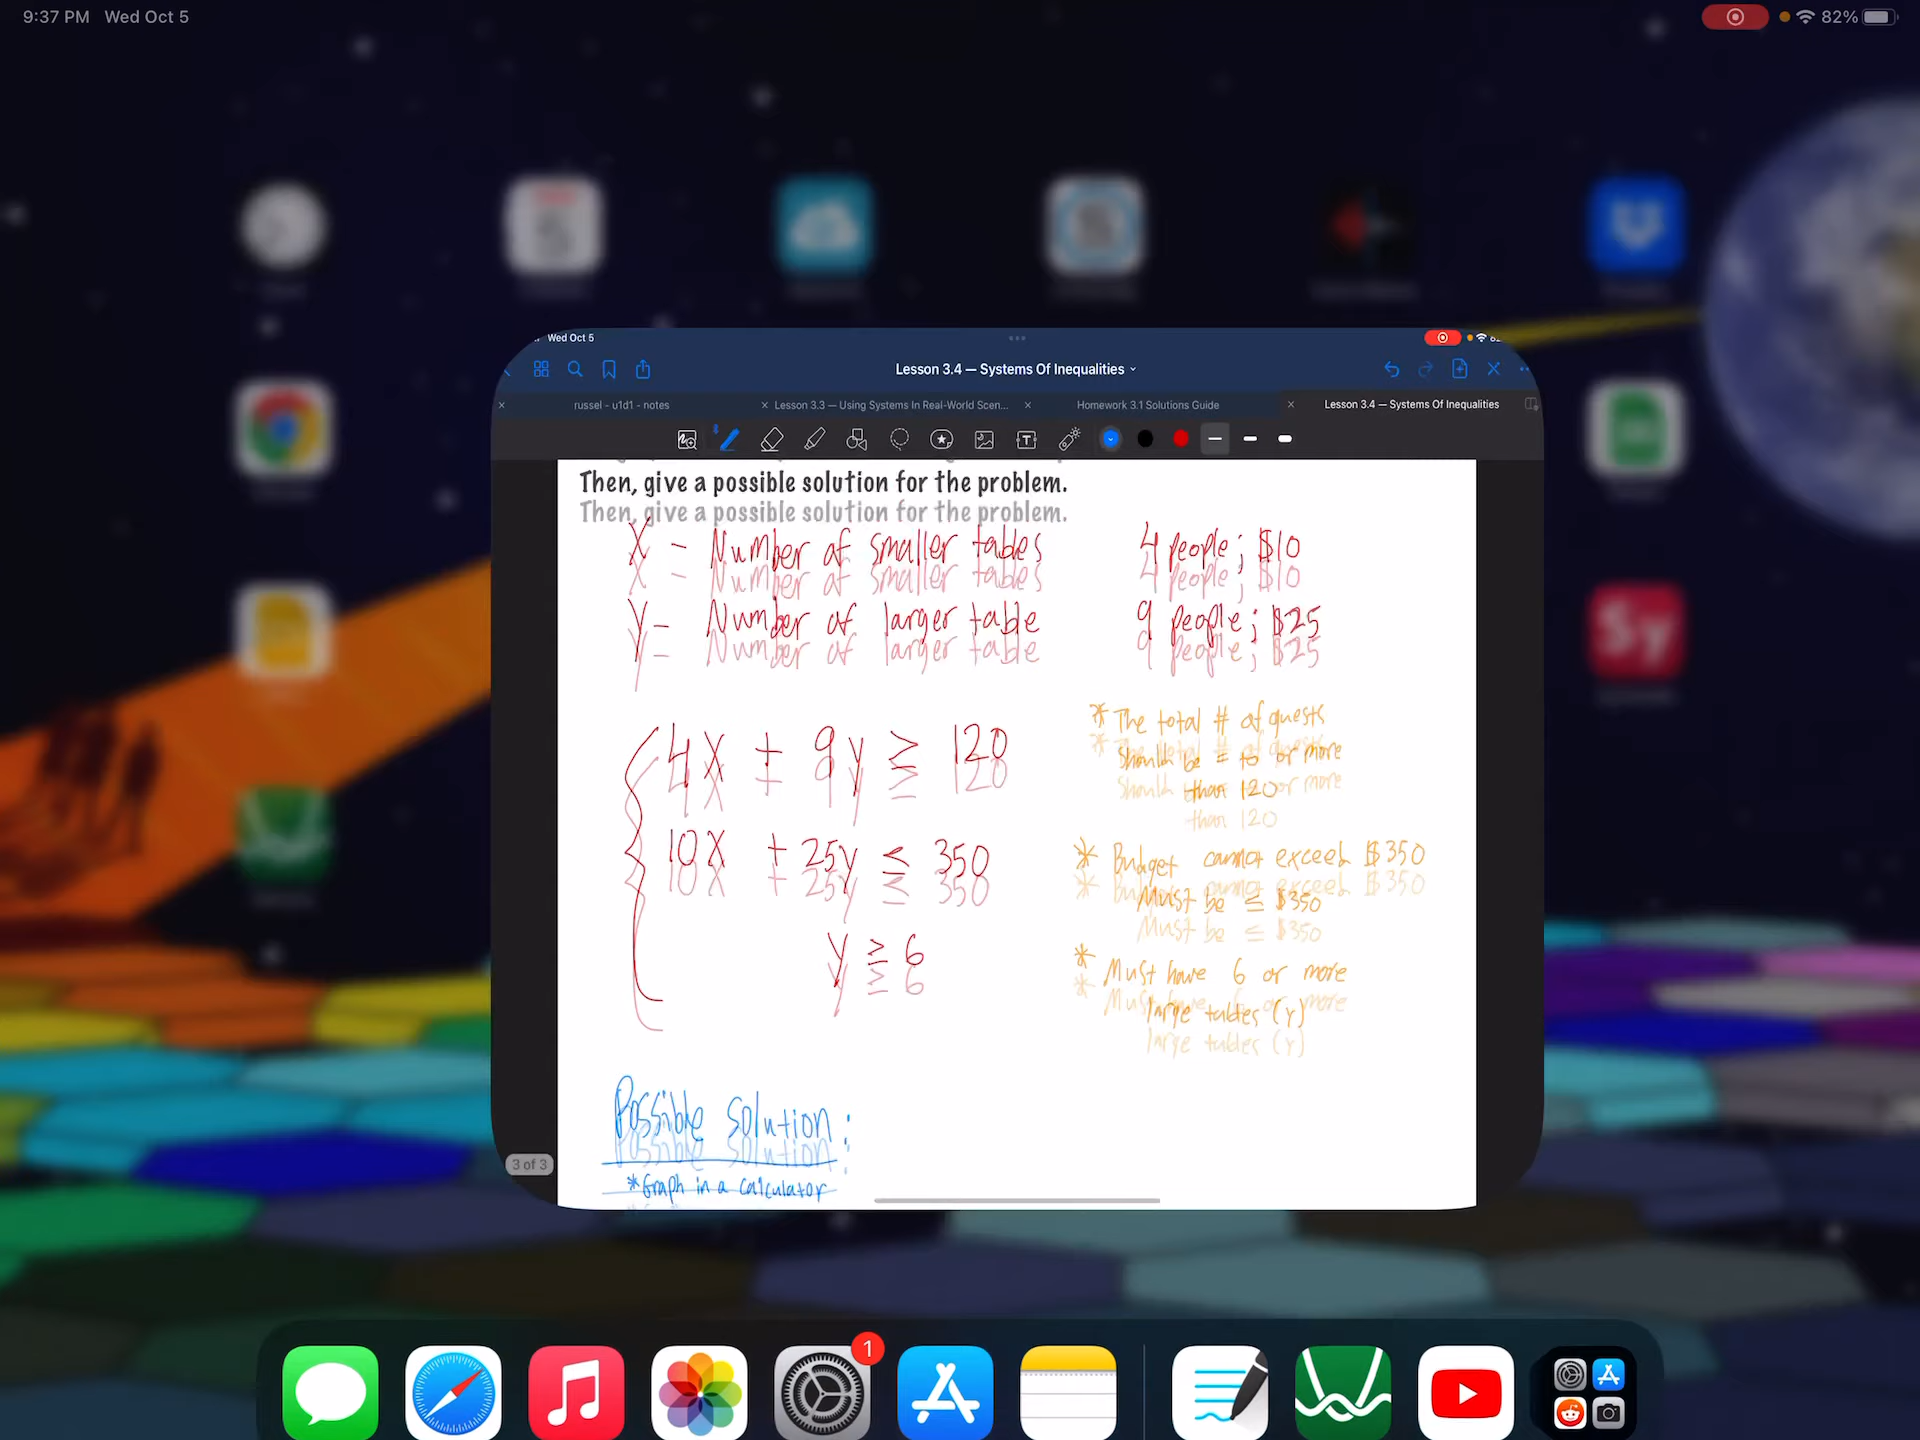 9:37 PM Wed Oct 5
82%
Wed Oct 5
Lesson 3.4 — Systems Of Inequalities
russel - u1d1 - notes
Lesson 3.3 — Using Systems In Real-World Scen...
Homework 3.1 Solutions Guide
Lesson 3.4 — Systems Of Inequalities
Then, give a possible solution for the problem.
X - Number of smaller tables 4 people; $10
Y= Number of larger table 9 people; $25
4X + 9y ≥ 120
10X + 25y ≤ 350
y ≥ 6
* The total # of guests
should be = to or more
than 120
* Budget cannot exceed $350
Must be ≤ $350
* Must have 6 or more
large tables (Y)
Possible solution:
*Graph in a calculator
3 of 3
Sy
1